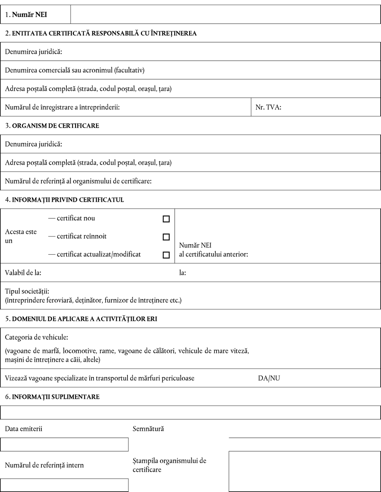 1. Număr NEI
2. ENTITATEA CERTIFICATĂ RESPONSABILĂ CU ÎNTREȚINEREA
Denumirea juridică:
Denumirea comercială sau acronimul (facultativ)
Adresa poștală completă (strada, codul poștal, orașul, țara)
Numărul de înregistrare a întreprinderii: Nr. TVA:
3. ORGANISM DE CERTIFICARE
Denumirea juridică:
Adresa poștală completă (strada, codul poștal, orașul, țara)
Numărul de referință al organismului de certificare:
4. INFORMAȚII PRIVIND CERTIFICATUL
Acesta este un
— certificat nou
— certificat reînnoit
— certificat actualizat/modificat
Număr NEI
al certificatului anterior:
Valabil de la: la:
Tipul societății:
(întreprindere feroviară, deținător, furnizor de întreținere etc.)
5. DOMENIUL DE APLICARE A ACTIVITĂȚILOR ERI
Categoria de vehicule:
(vagoane de marfă, locomotive, rame, vagoane de călători, vehicule de mare viteză,
mașini de întreținere a căii, altele)
Vizează vagoane specializate în transportul de mărfuri periculoase DA/NU
6. INFORMAȚII SUPLIMENTARE
Data emiterii Semnătură
Numărul de referință intern
Ștampila organismului de
certificare